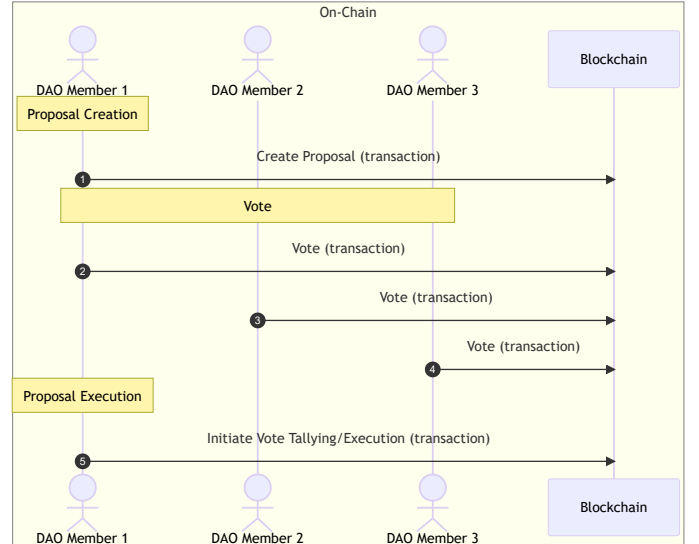 On-Chain
DAO Member 1
DAO Member 2
DAO Member 3
Blockchain
Proposal Creation
Create Proposal (transaction)
1
Vote
Vote (transaction)
2
Vote (transaction)
3
Vote (transaction)
4
Proposal Execution
Initiate Vote Tallying/Execution (transaction)
5
DAO Member 1
DAO Member 2
DAO Member 3
Blockchain